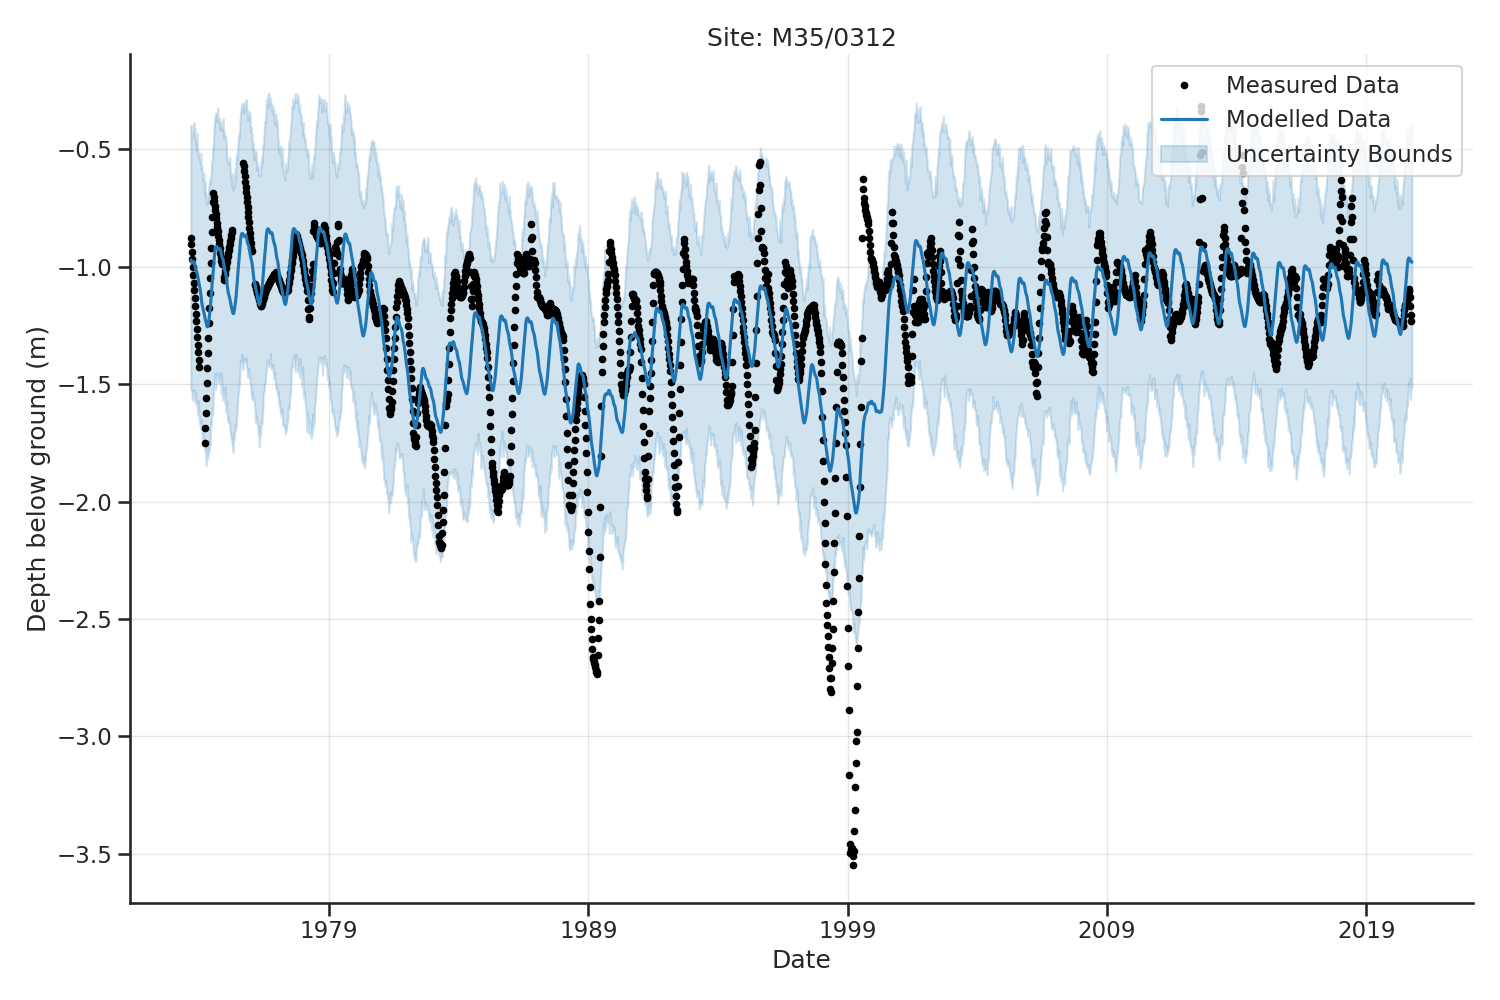 Site: M35/0312
Measured Data
Modelled Data
Uncertainty Bounds
Depth below ground (m)
−0.5
−1.0
−1.5
−2.0
−2.5
−3.0
−3.5
1979
1989
1999
2009
2019
Date